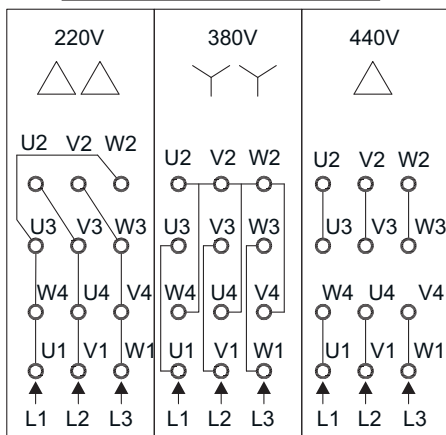 220V 380V 440V
U2 V2 W2 U2 V2 W2 U2 V2 W2
U3 V3 W3 U3 V3 W3 U3 V3 W3
W4 U4 V4 W4 U4 V4 W4 U4 V4
U1 V1 W1 U1 V1 W1 U1 V1 W1
L1 L2 L3 L1 L2 L3 L1 L2 L3